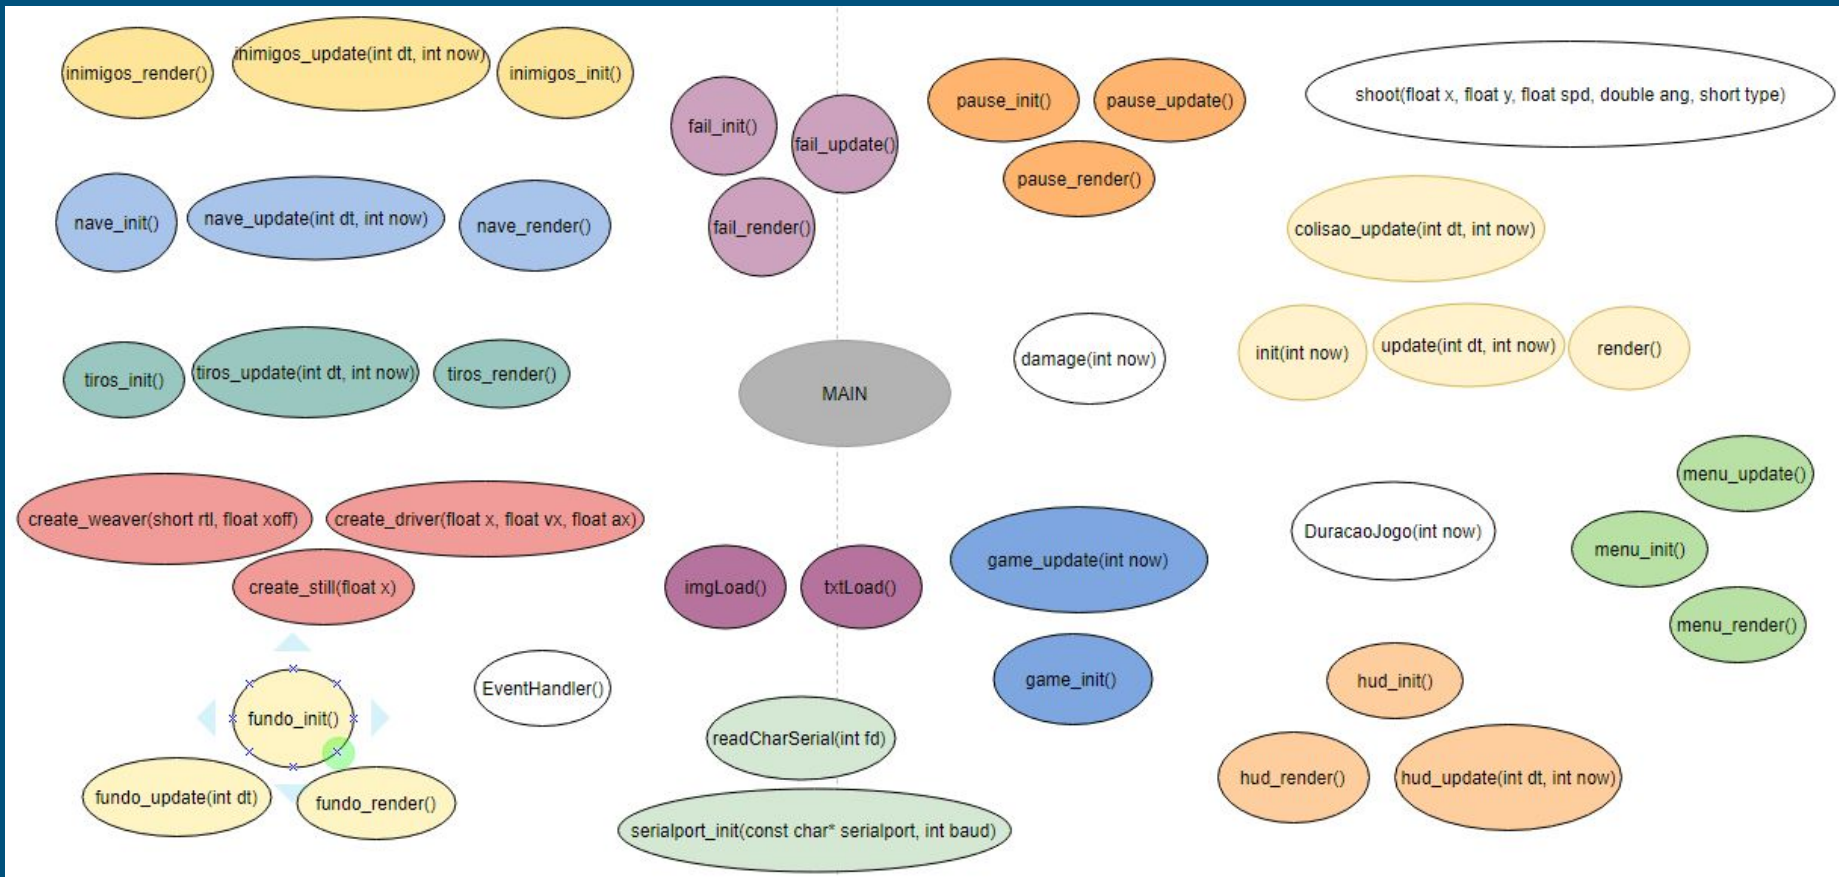 inimigos_render()
inimigos_update(int dt, int now)
inimigos_init()
fail_init()
fail_update()
fail_render()
pause_init()
pause_update()
pause_render()
shoot(float x, float y, float spd, double ang, short type)
nave_init()
nave_update(int dt, int now)
nave_render()
colisao_update(int dt, int now)
tiros_init()
tiros_update(int dt, int now)
tiros_render()
MAIN
damage(int now)
init(int now)
update(int dt, int now)
render()
create_weaver(short rtl, float xoff)
create_driver(float x, float vx, float ax)
create_still(float x)
imgLoad()
txtLoad()
game_update(int now)
game_init()
DuracaoJogo(int now)
menu_update()
menu_init()
menu_render()
fundo_init()
fundo_update(int dt)
fundo_render()
EventHandler()
readCharSerial(int fd)
serialport_init(const char* serialport, int baud)
hud_init()
hud_render()
hud_update(int dt, int now)